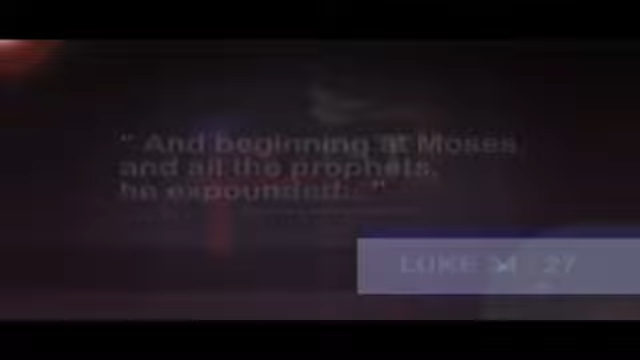 " And beginning at Moses
and all the prophets,
he expounded... "
LUKE 24 : 27